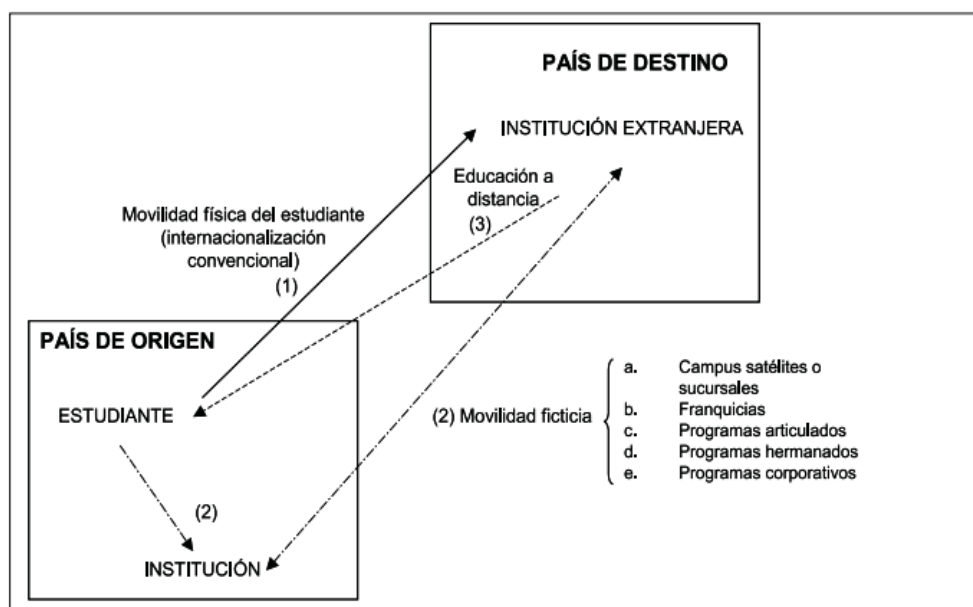 PAÍS DE DESTINO
INSTITUCIÓN EXTRANJERA
Educación a
distancia
(3)
Movilidad física del estudiante
(internacionalización
convencional)
(1)
PAÍS DE ORIGEN
ESTUDIANTE
(2)
INSTITUCIÓN
(2) Movilidad ficticia
a. Campus satélites o
sucursales
b. Franquicias
c. Programas articulados
d. Programas hermanados
e. Programas corporativos